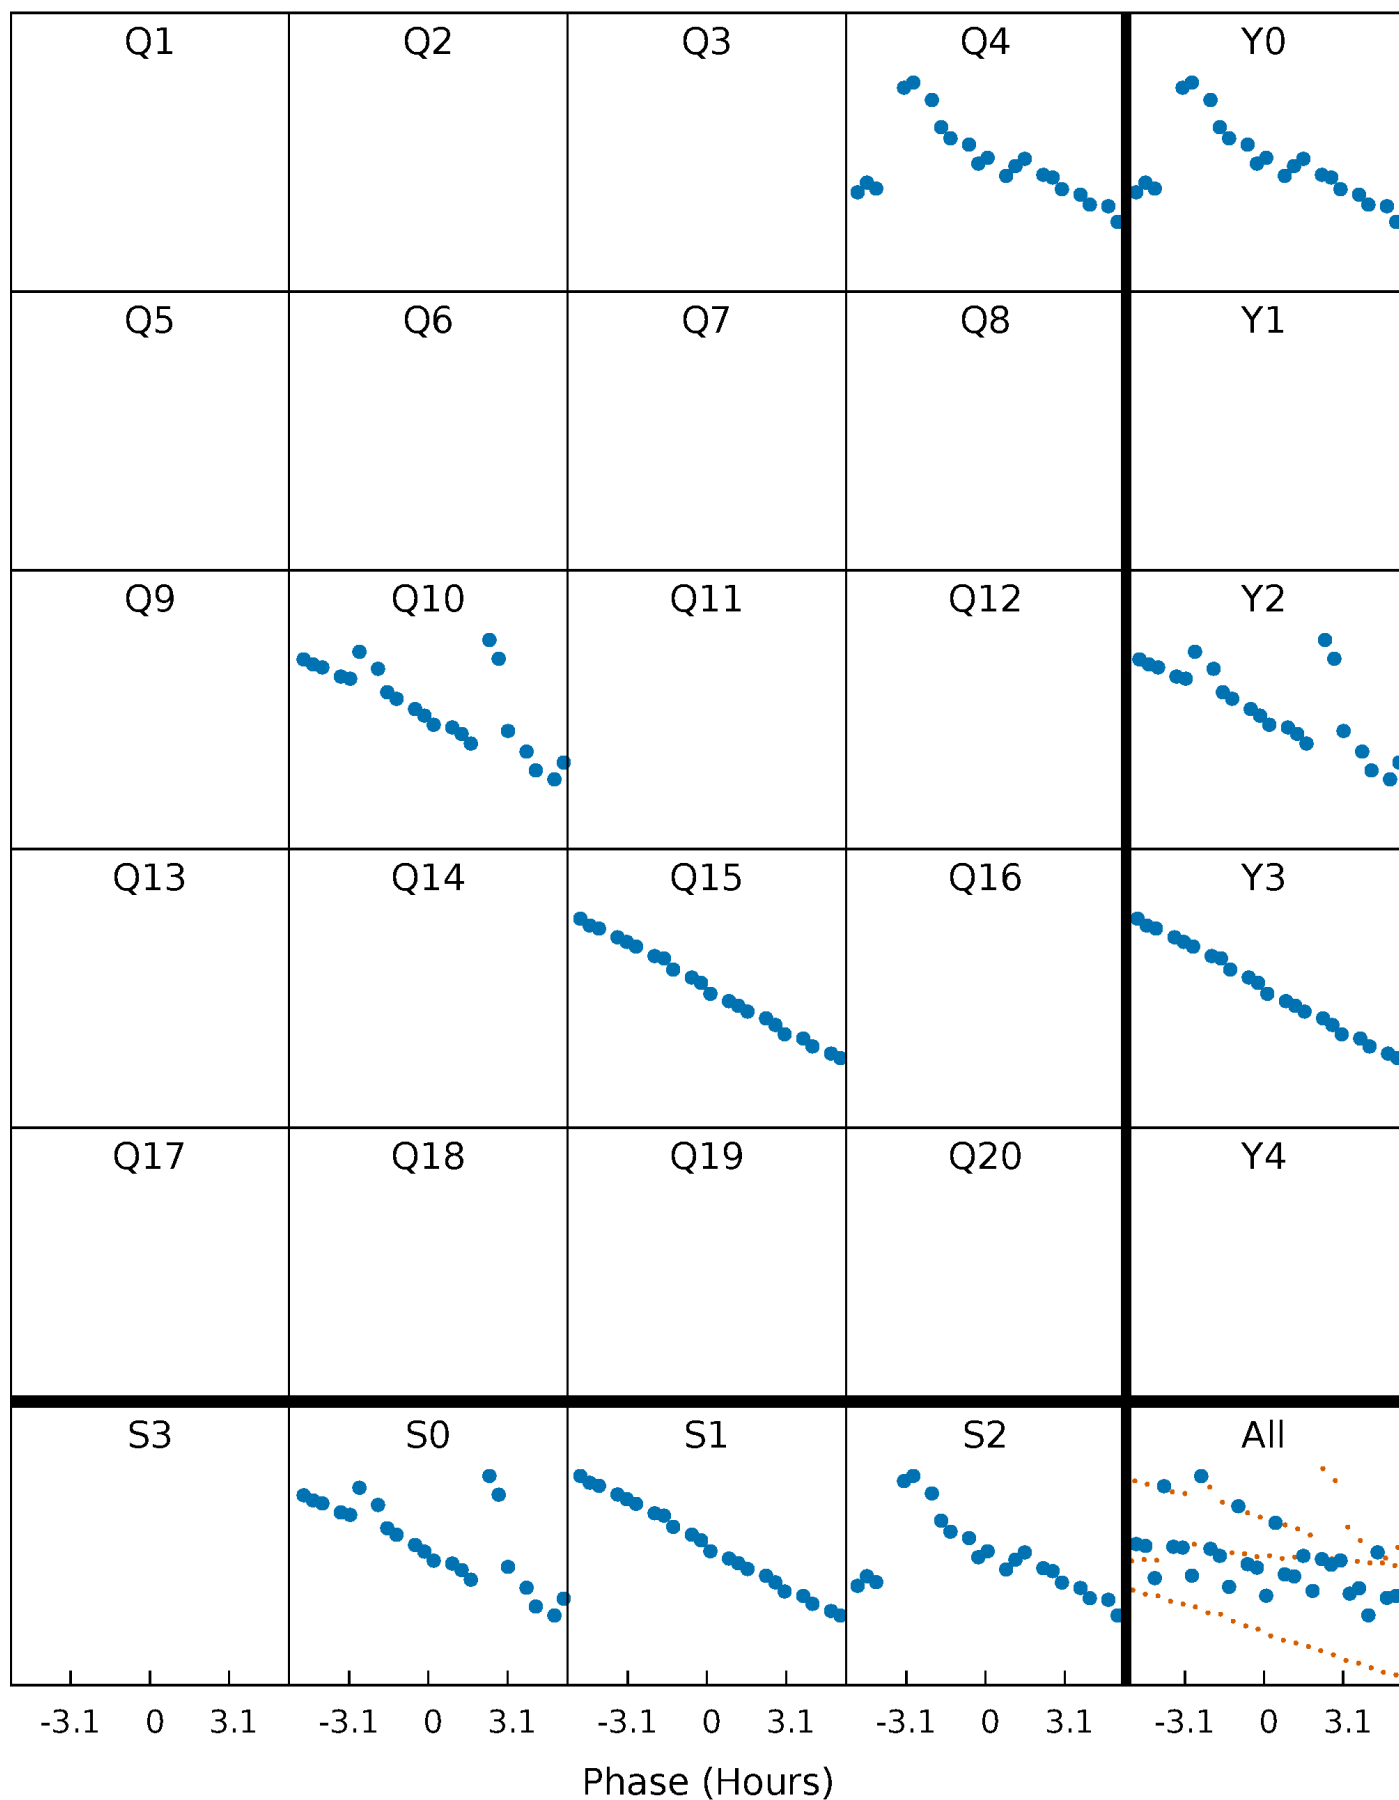 Q1 Q2 Q3 Q4 Y0
Q5 Q6 Q7 Q8 Y1
Q9 Q10 Q11 Q12 Y2
Q13 Q14 Q15 Q16 Y3
Q17 Q18 Q19 Q20 Y4
S3 S0 S1 S2 All
-3.1 0 3.1 -3.1 0 3.1 -3.1 0 3.1 -3.1 0 3.1 -3.1 0 3.1
Phase (Hours)